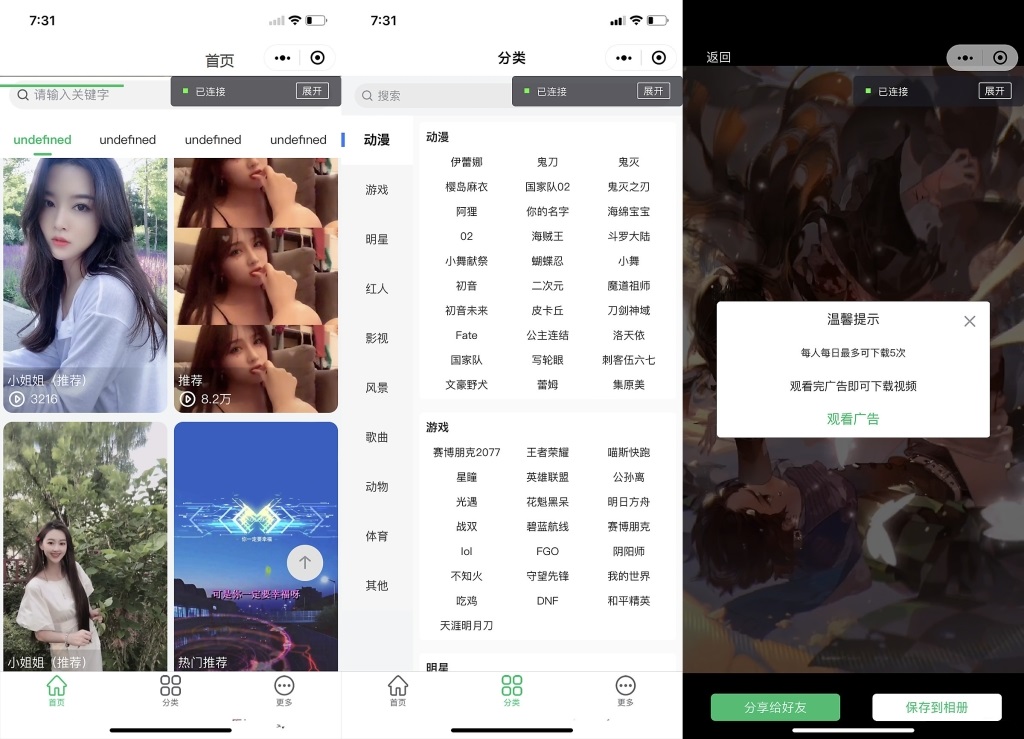 7:31
首页
已连接
展开
请输入关键字
undefined
undefined
undefined
undefined
小姐姐（推荐）
3216
推荐
8.2万
你一定要幸福
可是你一定要幸福呀
小姐姐（推荐）
热门推荐
首页
分类
更多
7:31
分类
已连接
展开
搜索
动漫
游戏
明星
红人
影视
风景
歌曲
动物
体育
其他
动漫
伊蕾娜 鬼刀 鬼灭
樱岛麻衣 国家队02 鬼灭之刃
阿狸 你的名字 海绵宝宝
02 海贼王 斗罗大陆
小舞献祭 蝴蝶忍 小舞
初音 二次元 魔道祖师
初音未来 皮卡丘 刀剑神域
Fate 公主连结 洛天依
国家队 写轮眼 刺客伍六七
文豪野犬 蕾姆 集原美
游戏
赛博朋克2077 王者荣耀 喵斯快跑
星瞳 英雄联盟 公孙离
光遇 花魁黑呆 明日方舟
战双 碧蓝航线 赛博朋克
lol FGO 阴阳师
不知火 守望先锋 我的世界
吃鸡 DNF 和平精英
天涯明月刀
明星
首页
分类
更多
返回
已连接
展开
温馨提示
每人每日最多可下载5次
观看完广告即可下载视频
观看广告
分享给好友
保存到相册